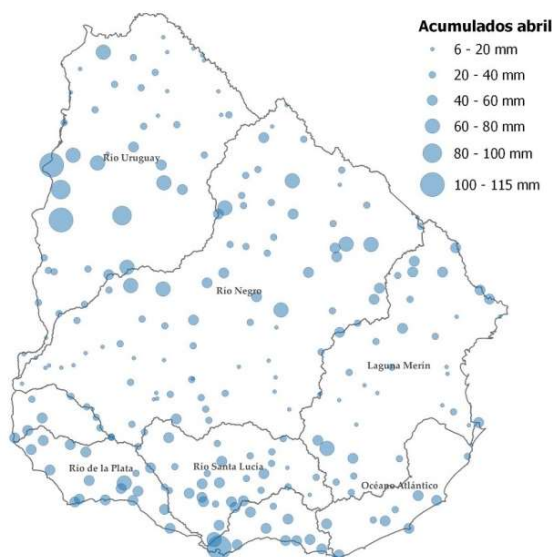 Acumulados abril
6 - 20 mm
20 - 40 mm
40 - 60 mm
60 - 80 mm
80 - 100 mm
100 - 115 mm
Río Uruguay
Río Negro
Laguna Merín
Río de la Plata
Río Santa Lucía
Océano Atlántico